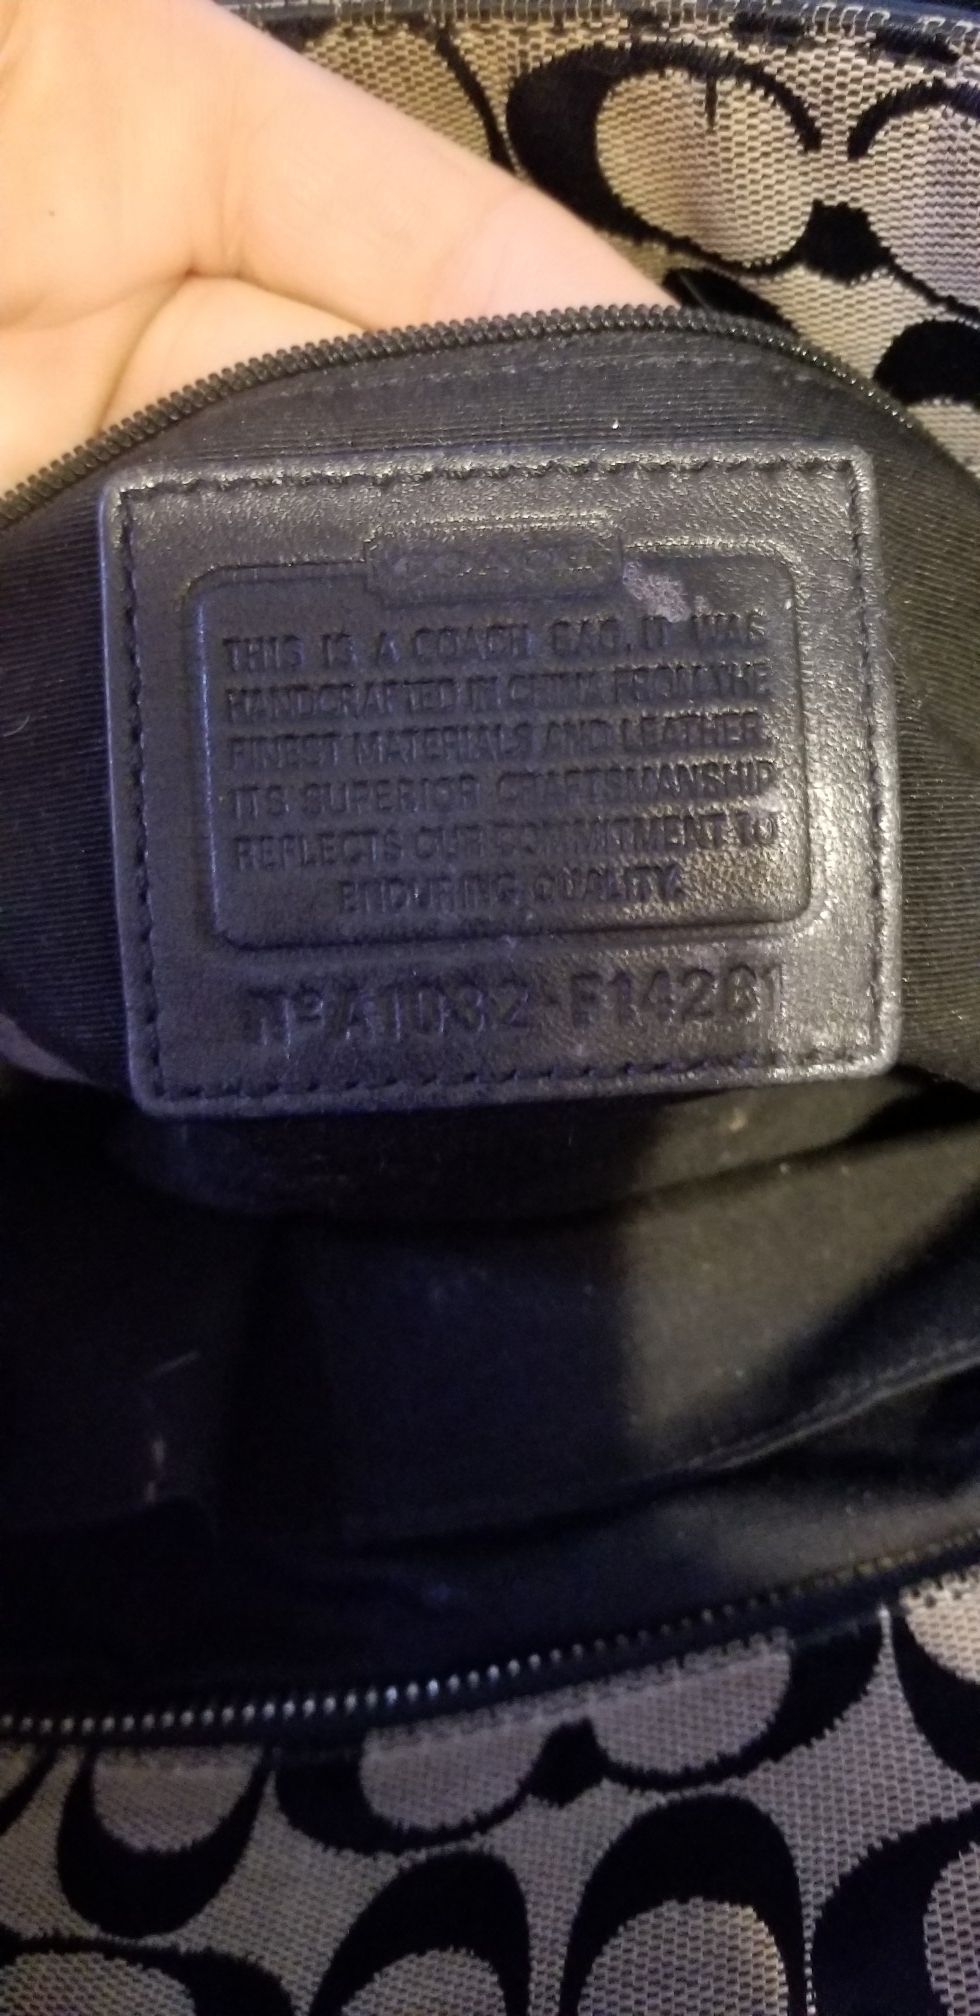 COACH
THIS IS A COACH BAG. IT WAS
HANDCRAFTED IN CHINA FROM THE
FINEST MATERIALS AND LEATHER.
ITS SUPERIOR CRAFTSMANSHIP
REFLECTS OUR COMMITMENT TO
ENDURING QUALITY.
Nº A1032-F14281